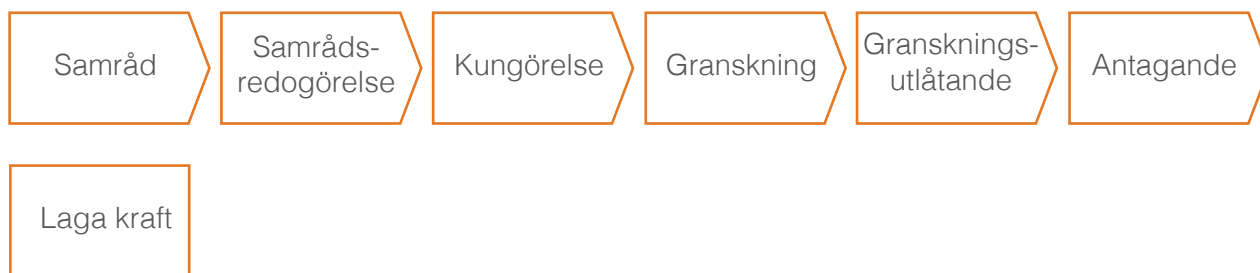 Samråd
Samråds-
redogörelse
Kungörelse
Granskning
Gransknings-
utlåtande
Antagande
Laga kraft